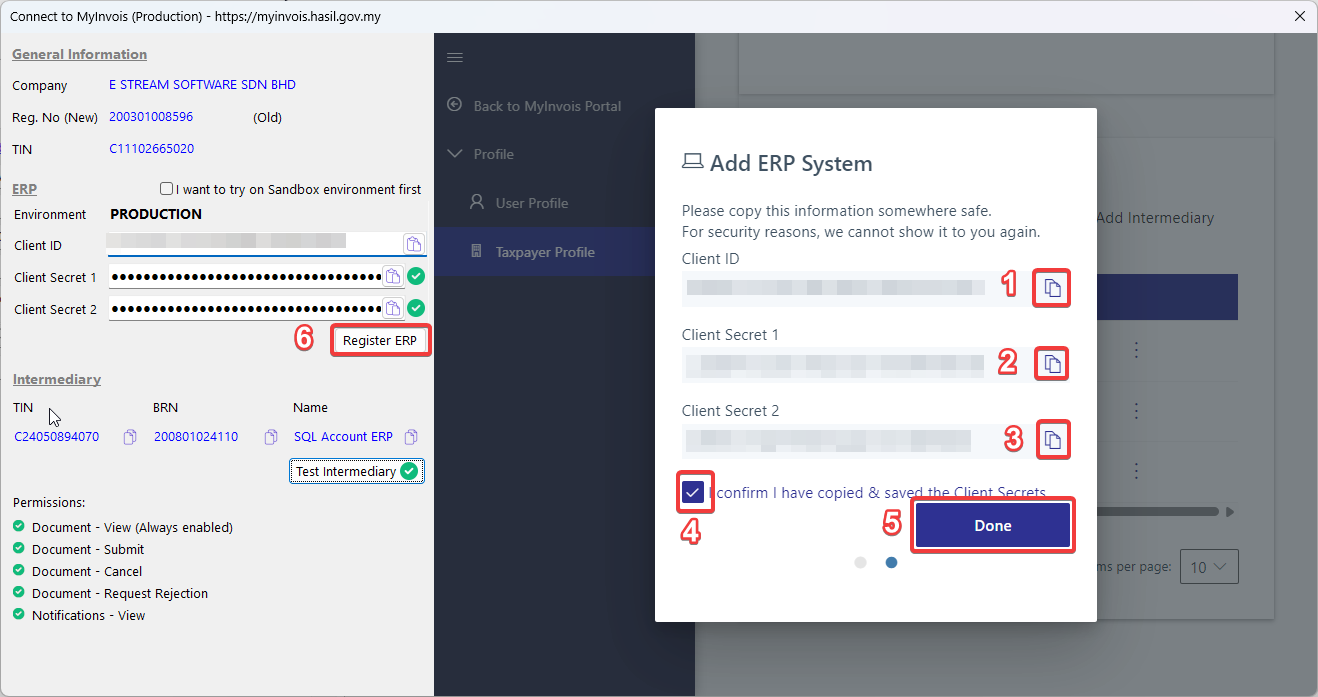 Connect to MyInvois (Production) - https://myinvois.hasil.gov.my
General Information
Company E STREAM SOFTWARE SDN BHD
Reg. No (New) 200301008596 (Old)
TIN C11102665020
ERP I want to try on Sandbox environment first
Environment PRODUCTION
Client ID
Client Secret 1
Client Secret 2
6 Register ERP
Intermediary
TIN BRN Name
C24050894070 200801024110 SQL Account ERP
Test Intermediary
Permissions:
Document - View (Always enabled)
Document - Submit
Document - Cancel
Document - Request Rejection
Notifications - View
Back to MyInvois Portal
Profile
User Profile
Taxpayer Profile
Add ERP System
Please copy this information somewhere safe.
For security reasons, we cannot show it to you again.
Client ID
1
Client Secret 1
2
Client Secret 2
3
I confirm I have copied & saved the Client Secrets
4
5 Done
Add Intermediary
ms per page: 10